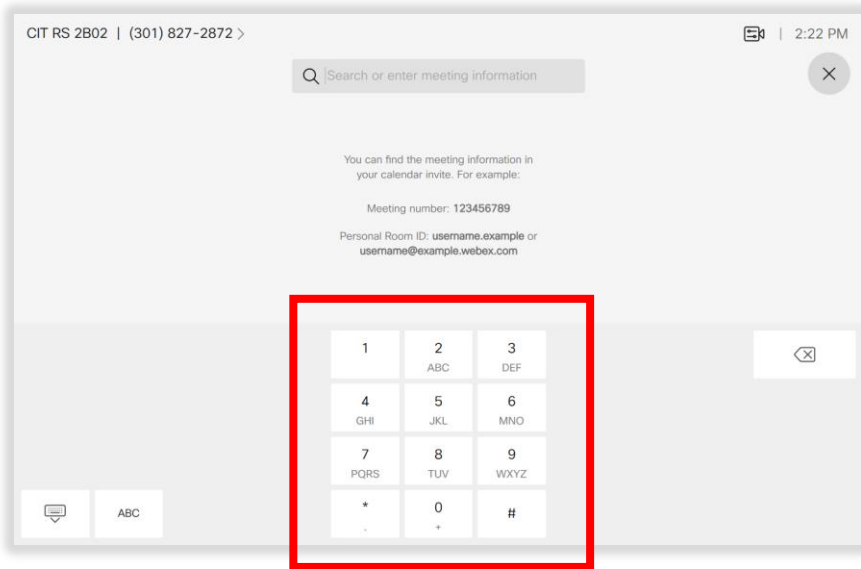 CIT RS 2B02 | (301) 827-2872 >
2:22 PM
Search or enter meeting information
You can find the meeting information in
your calendar invite. For example:
Meeting number: 123456789
Personal Room ID: username.example or
username@example.webex.com
1 2 3
ABC DEF
4 5 6
GHI JKL MNO
7 8 9
PQRS TUV WXYZ
* 0 #
. +
ABC